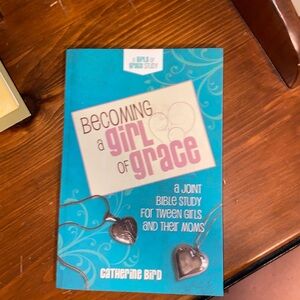 a girls of
grace study
Becoming
a girl
of grace
a joint
Bible study
for tween girls
and their moms
Catherine Bird